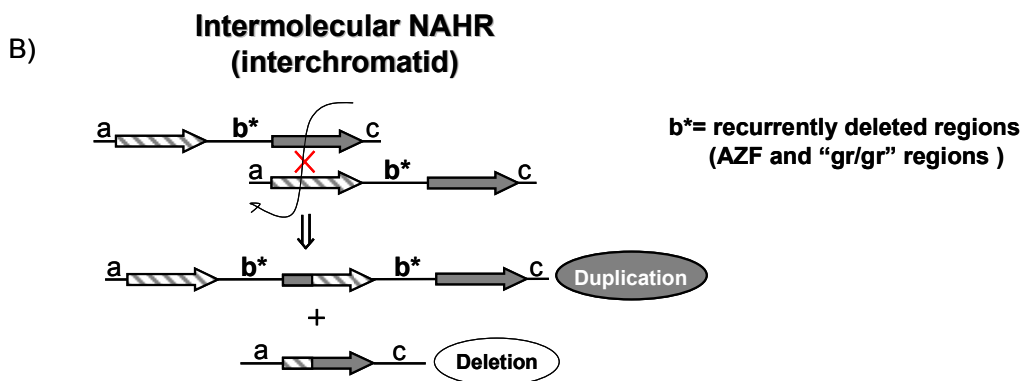 B)
Intermolecular NAHR
(interchromatid)
a b* c
b*= recurrently deleted regions
(AZF and “gr/gr” regions )
a b* c
a b* b* c
Duplication
+
a c
Deletion